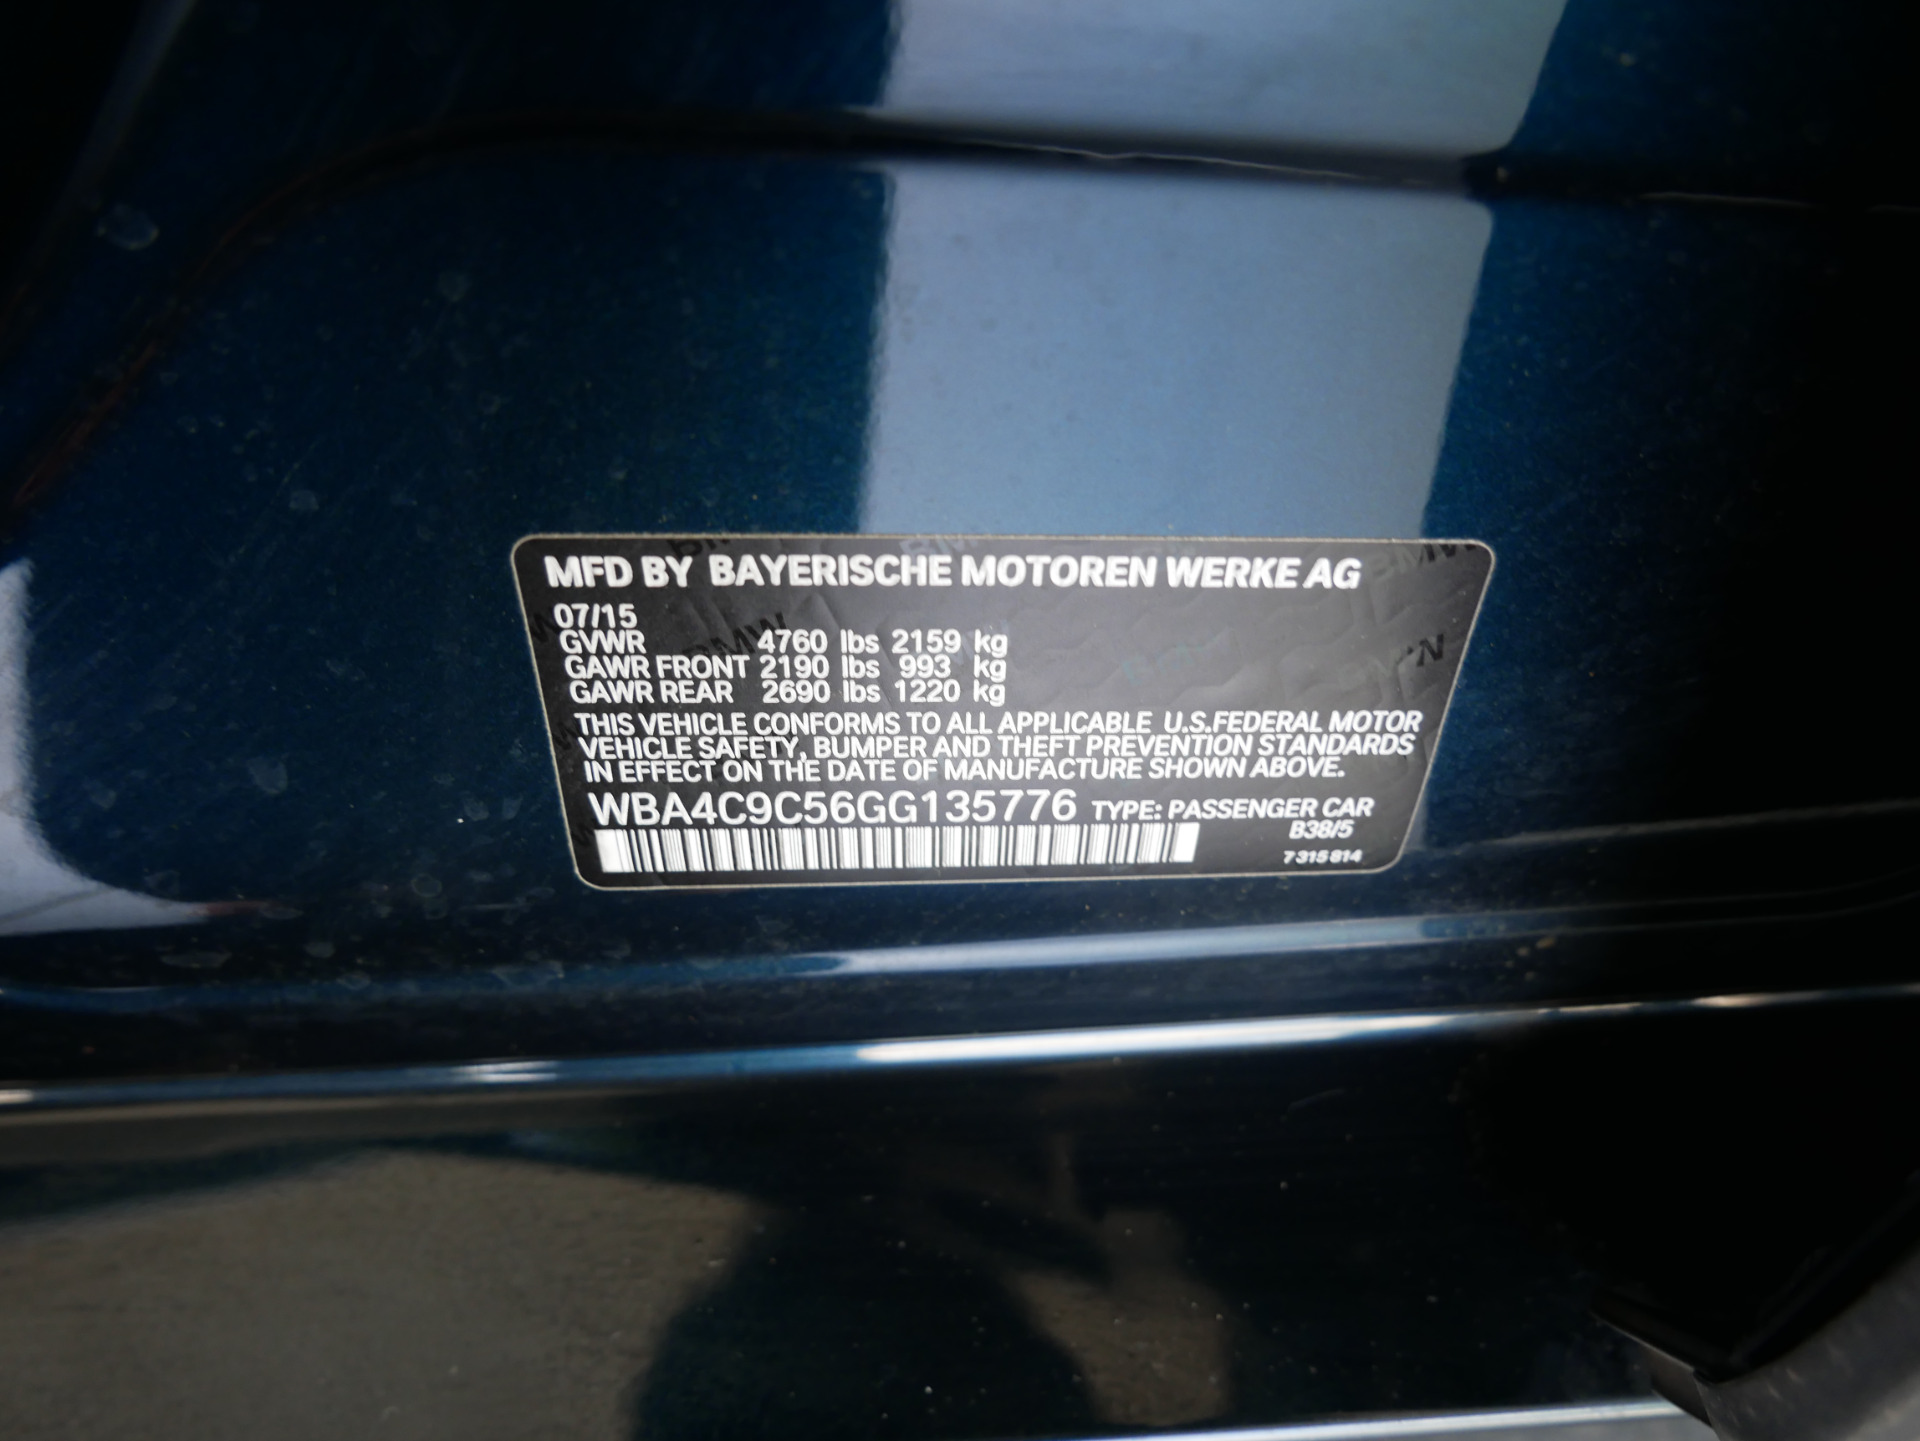 MFD BY BAYERISCHE MOTOREN WERKE AG
07/15
GVWR 4760 lbs 2159 kg
GAWR FRONT 2190 lbs 993 kg
GAWR REAR 2690 lbs 1220 kg
THIS VEHICLE CONFORMS TO ALL APPLICABLE U.S.FEDERAL MOTOR
VEHICLE SAFETY, BUMPER AND THEFT PREVENTION STANDARDS
IN EFFECT ON THE DATE OF MANUFACTURE SHOWN ABOVE.
WBA4C9C56GG135776 TYPE: PASSENGER CAR
B38/5
7 315 814